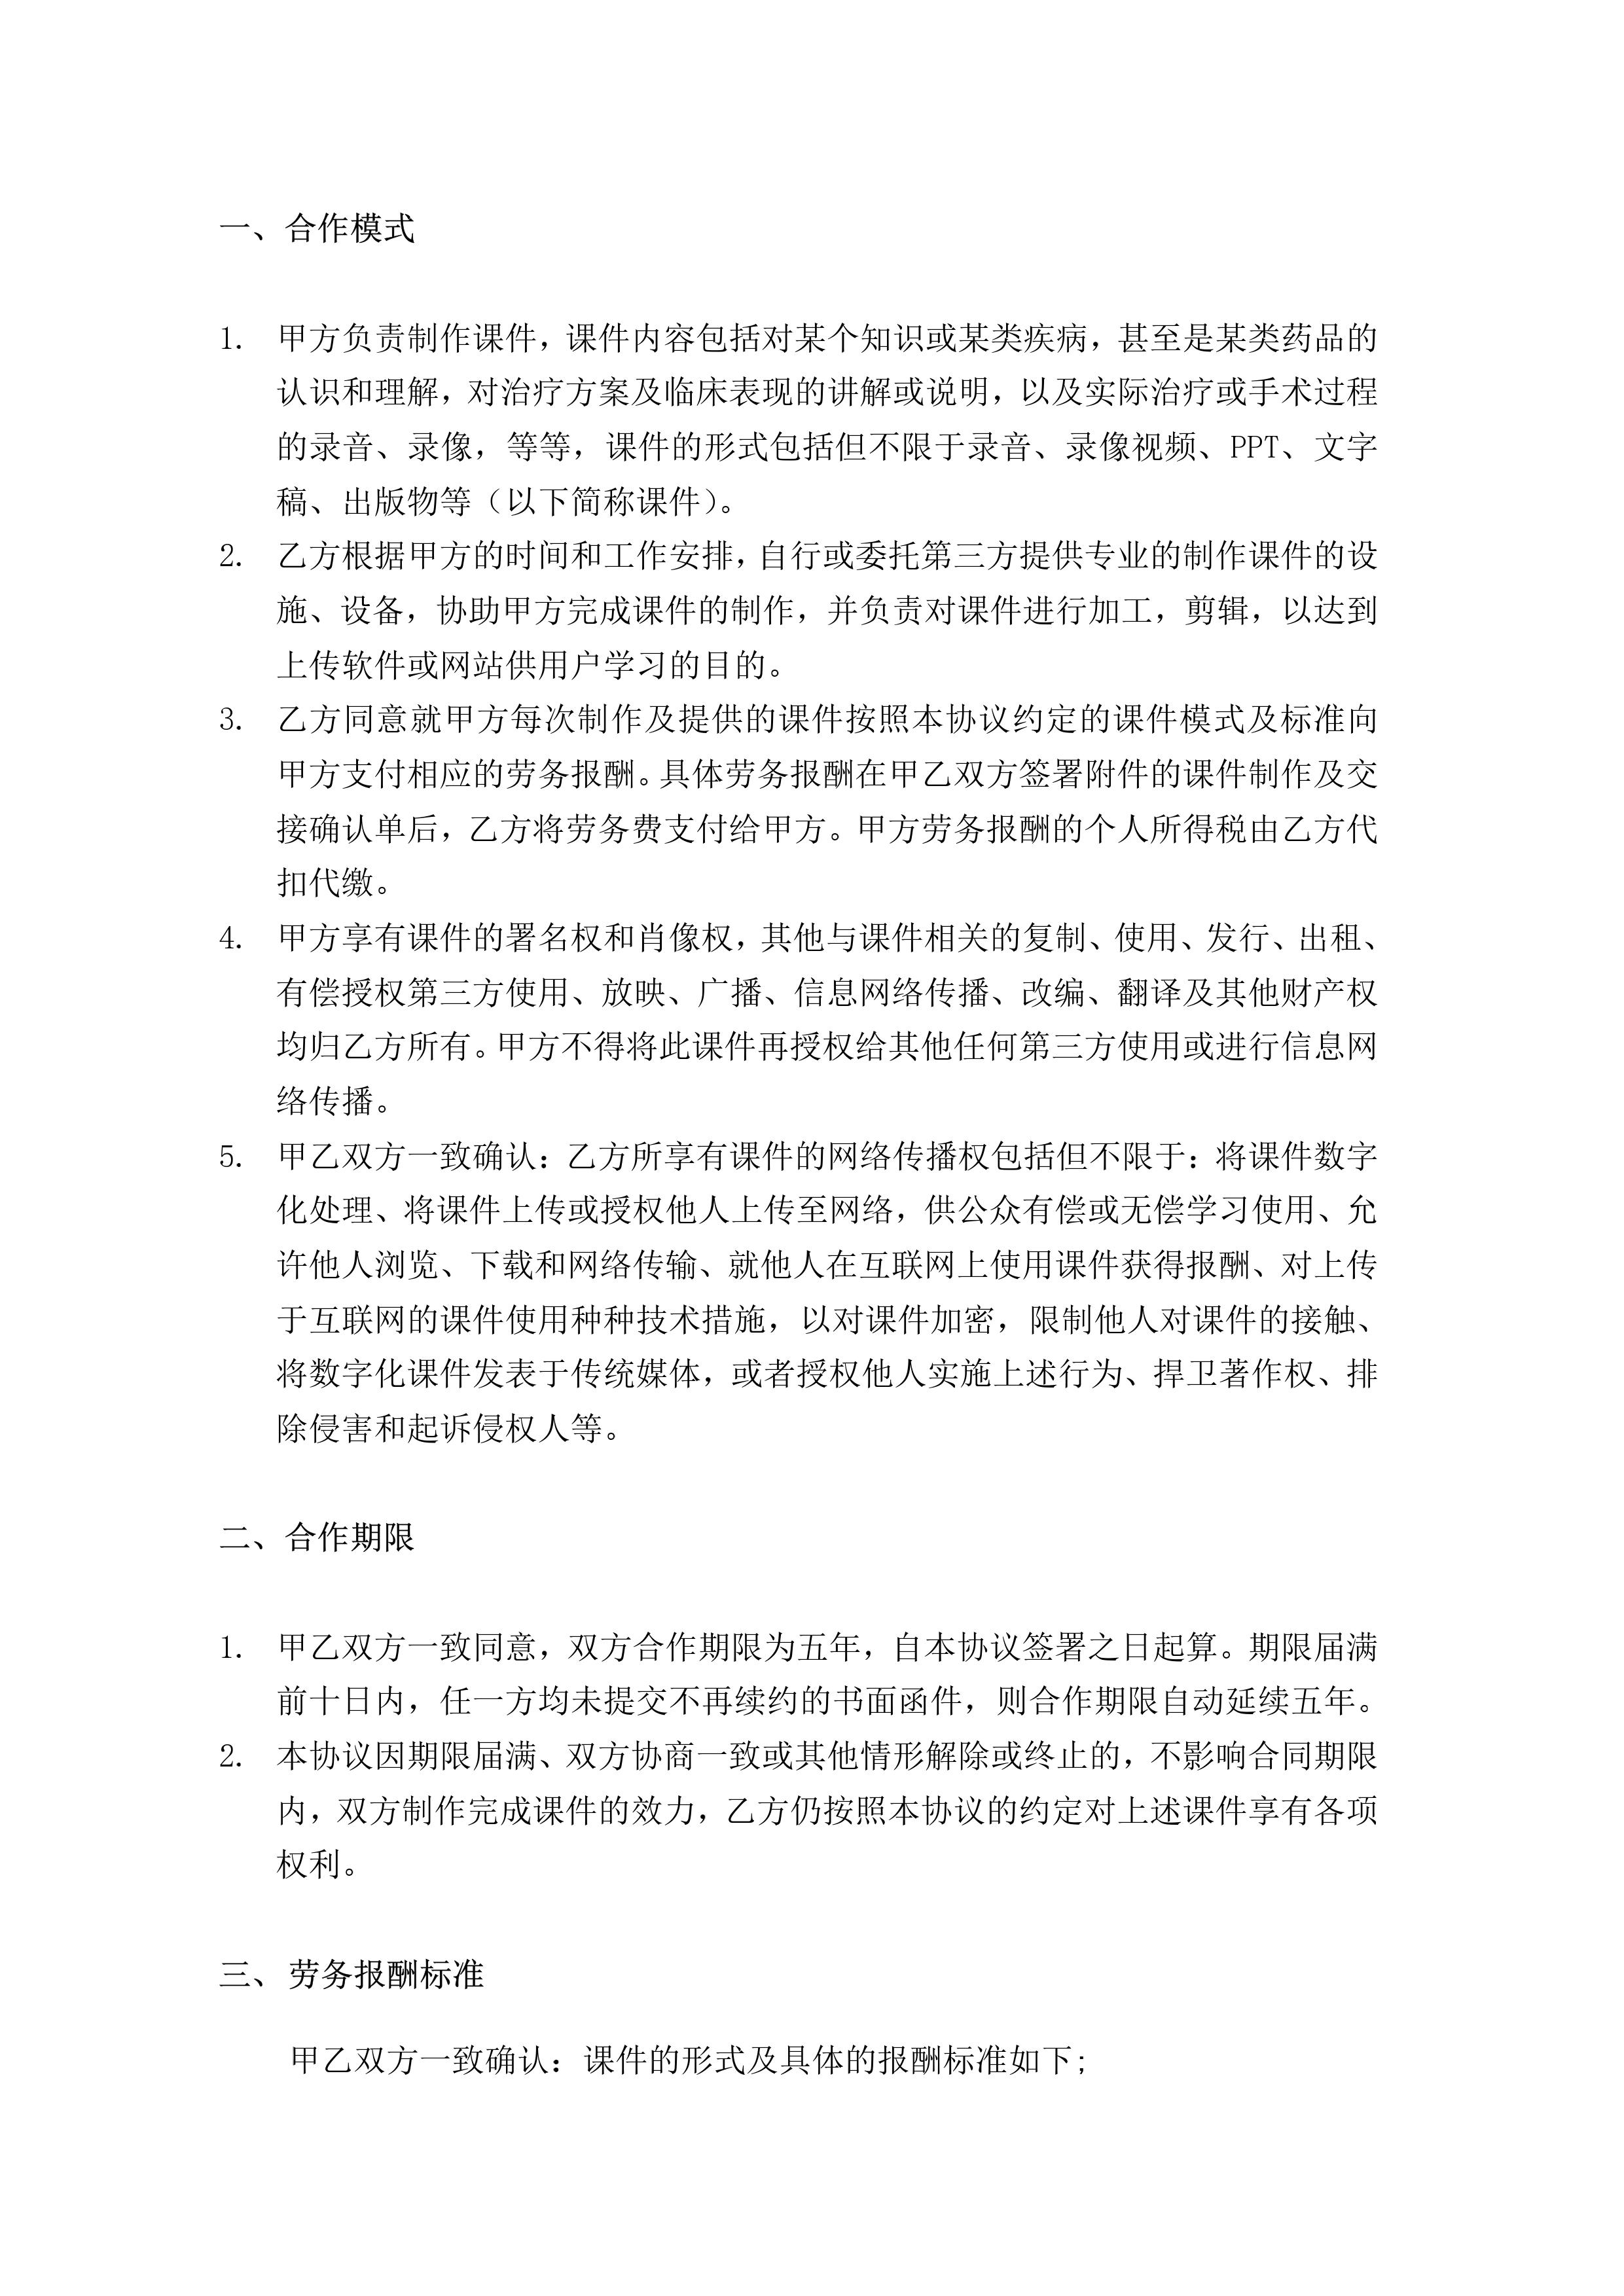 一、合作模式
1. 甲方负责制作课件，课件内容包括对某个知识或某类疾病，甚至是某类药品的
认识和理解，对治疗方案及临床表现的讲解或说明，以及实际治疗或手术过程
的录音、录像，等等，课件的形式包括但不限于录音、录像视频、PPT、文字
稿、出版物等（以下简称课件）。
2. 乙方根据甲方的时间和工作安排，自行或委托第三方提供专业的制作课件的设
施、设备，协助甲方完成课件的制作，并负责对课件进行加工，剪辑，以达到
上传软件或网站供用户学习的目的。
3. 乙方同意就甲方每次制作及提供的课件按照本协议约定的课件模式及标准向
甲方支付相应的劳务报酬。具体劳务报酬在甲乙双方签署附件的课件制作及交
接确认单后，乙方将劳务费支付给甲方。甲方劳务报酬的个人所得税由乙方代
扣代缴。
4. 甲方享有课件的署名权和肖像权，其他与课件相关的复制、使用、发行、出租、
有偿授权第三方使用、放映、广播、信息网络传播、改编、翻译及其他财产权
均归乙方所有。甲方不得将此课件再授权给其他任何第三方使用或进行信息网
络传播。
5. 甲乙双方一致确认：乙方所享有课件的网络传播权包括但不限于：将课件数字
化处理、将课件上传或授权他人上传至网络，供公众有偿或无偿学习使用、允
许他人浏览、下载和网络传输、就他人在互联网上使用课件获得报酬、对上传
于互联网的课件使用种种技术措施，以对课件加密，限制他人对课件的接触、
将数字化课件发表于传统媒体，或者授权他人实施上述行为、捍卫著作权、排
除侵害和起诉侵权人等。
二、合作期限
1. 甲乙双方一致同意，双方合作期限为五年，自本协议签署之日起算。期限届满
前十日内，任一方均未提交不再续约的书面函件，则合作期限自动延续五年。
2. 本协议因期限届满、双方协商一致或其他情形解除或终止的，不影响合同期限
内，双方制作完成课件的效力，乙方仍按照本协议的约定对上述课件享有各项
权利。
三、劳务报酬标准
甲乙双方一致确认：课件的形式及具体的报酬标准如下;